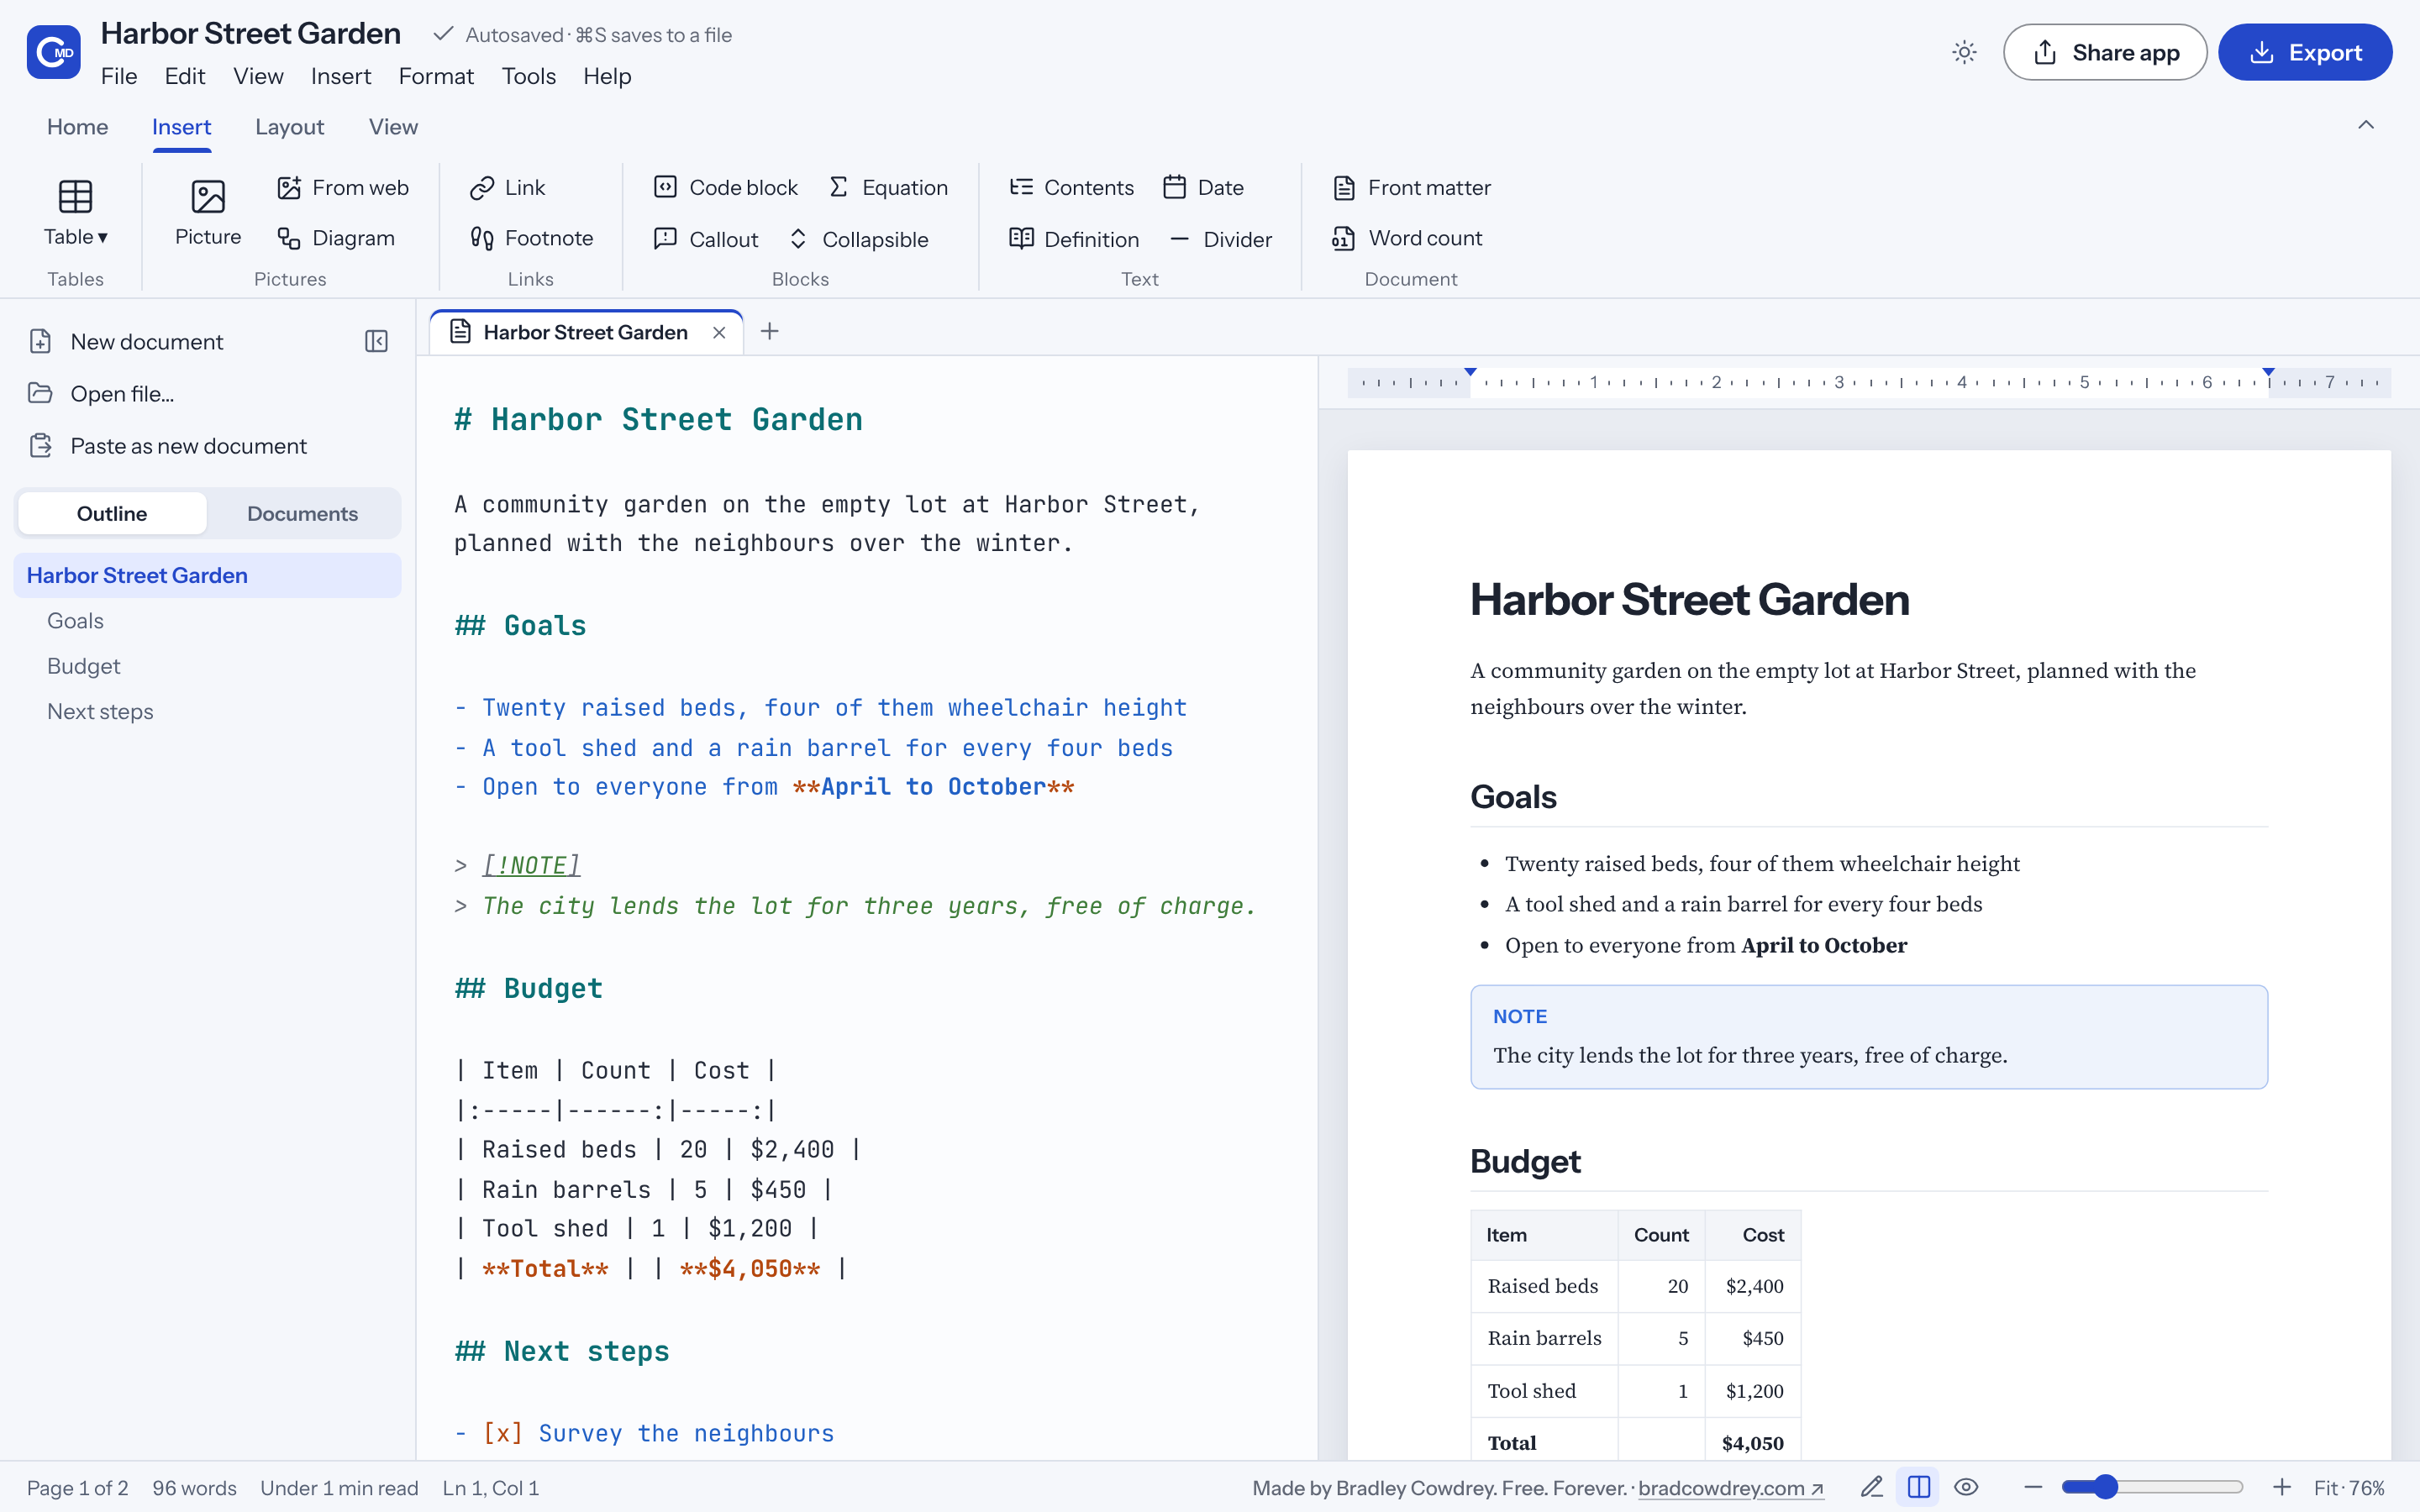 CMD
Harbor Street Garden
Autosaved · ⌘S saves to a file
File Edit View Insert Format Tools Help
Share app
Export
Home Insert Layout View
Table ▾
Tables
Picture
From web
Diagram
Pictures
Link
Footnote
Links
Code block
Equation
Callout
Collapsible
Blocks
Contents
Date
Definition
Divider
Text
Front matter
Word count
Document
New document
Open file...
Paste as new document
Outline Documents
Harbor Street Garden
Goals
Budget
Next steps
Harbor Street Garden
# Harbor Street Garden
A community garden on the empty lot at Harbor Street,
planned with the neighbours over the winter.
## Goals
- Twenty raised beds, four of them wheelchair height
- A tool shed and a rain barrel for every four beds
- Open to everyone from **April to October**
> [!NOTE]
> The city lends the lot for three years, free of charge.
## Budget
| Item | Count | Cost |
|:-----|------:|-----:|
| Raised beds | 20 | $2,400 |
| Rain barrels | 5 | $450 |
| Tool shed | 1 | $1,200 |
| **Total** | | **$4,050** |
## Next steps
- [x] Survey the neighbours
1 2 3 4 5 6 7
Harbor Street Garden
A community garden on the empty lot at Harbor Street, planned with the
neighbours over the winter.
Goals
• Twenty raised beds, four of them wheelchair height
• A tool shed and a rain barrel for every four beds
• Open to everyone from April to October
NOTE
The city lends the lot for three years, free of charge.
Budget
Item Count Cost
Raised beds 20 $2,400
Rain barrels 5 $450
Tool shed 1 $1,200
Total $4,050
Page 1 of 2 96 words Under 1 min read Ln 1, Col 1
Made by Bradley Cowdrey. Free. Forever. · bradcowdrey.com ↗
Fit · 76%